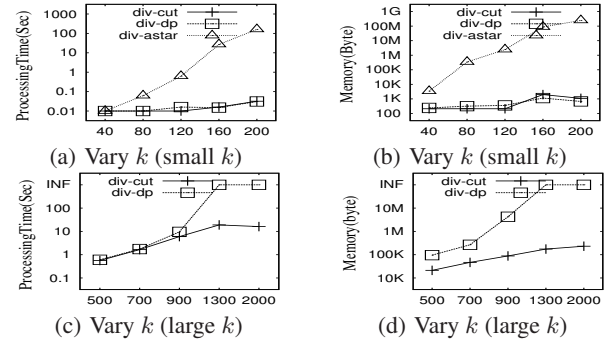 div-cut
div-dp
div-astar
ProcessingTime(Sec)
1000
100
10
1
0.1
0.01
40 80 120 160 200
(a) Vary k (small k)
div-cut
div-dp
div-astar
Memory(Byte)
1G
100M
10M
1M
100K
10K
1K
100
40 80 120 160 200
(b) Vary k (small k)
div-cut
div-dp
ProcessingTime(Sec)
INF
100
10
1
0.1
500 700 900 1300 2000
(c) Vary k (large k)
div-cut
div-dp
Memory(byte)
INF
10M
1M
100K
10K
500 700 900 1300 2000
(d) Vary k (large k)